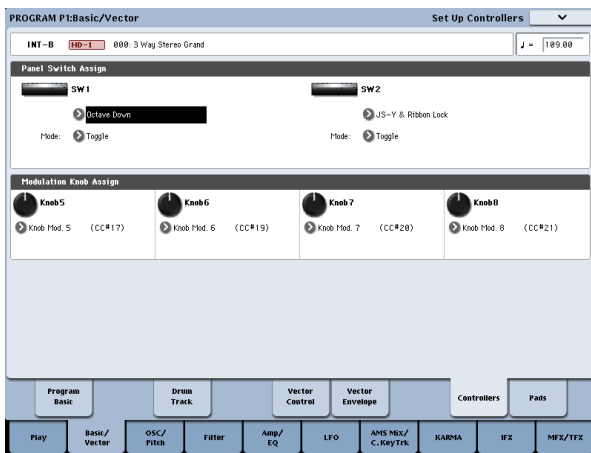 PROGRAM P1:Basic/Vector Set Up Controllers
INT-B HD-1 000: 3 Way Stereo Grand ♩ = 109.00
Panel Switch Assign
SW1 SW2
Octave Down JS-Y & Ribbon Lock
Mode: Toggle Mode: Toggle
Modulation Knob Assign
Knob5 Knob6 Knob7 Knob8
Knob Mod. 5 (CC#17) Knob Mod. 6 (CC#19) Knob Mod. 7 (CC#20) Knob Mod. 8 (CC#21)
Program Basic Drum Track Vector Control Vector Envelope Controllers Pads
Play Basic/Vector OSC/Pitch Filter Amp/EQ LFO AMS Mix/C.KeyTrk KARMA IFX MFX/TFX